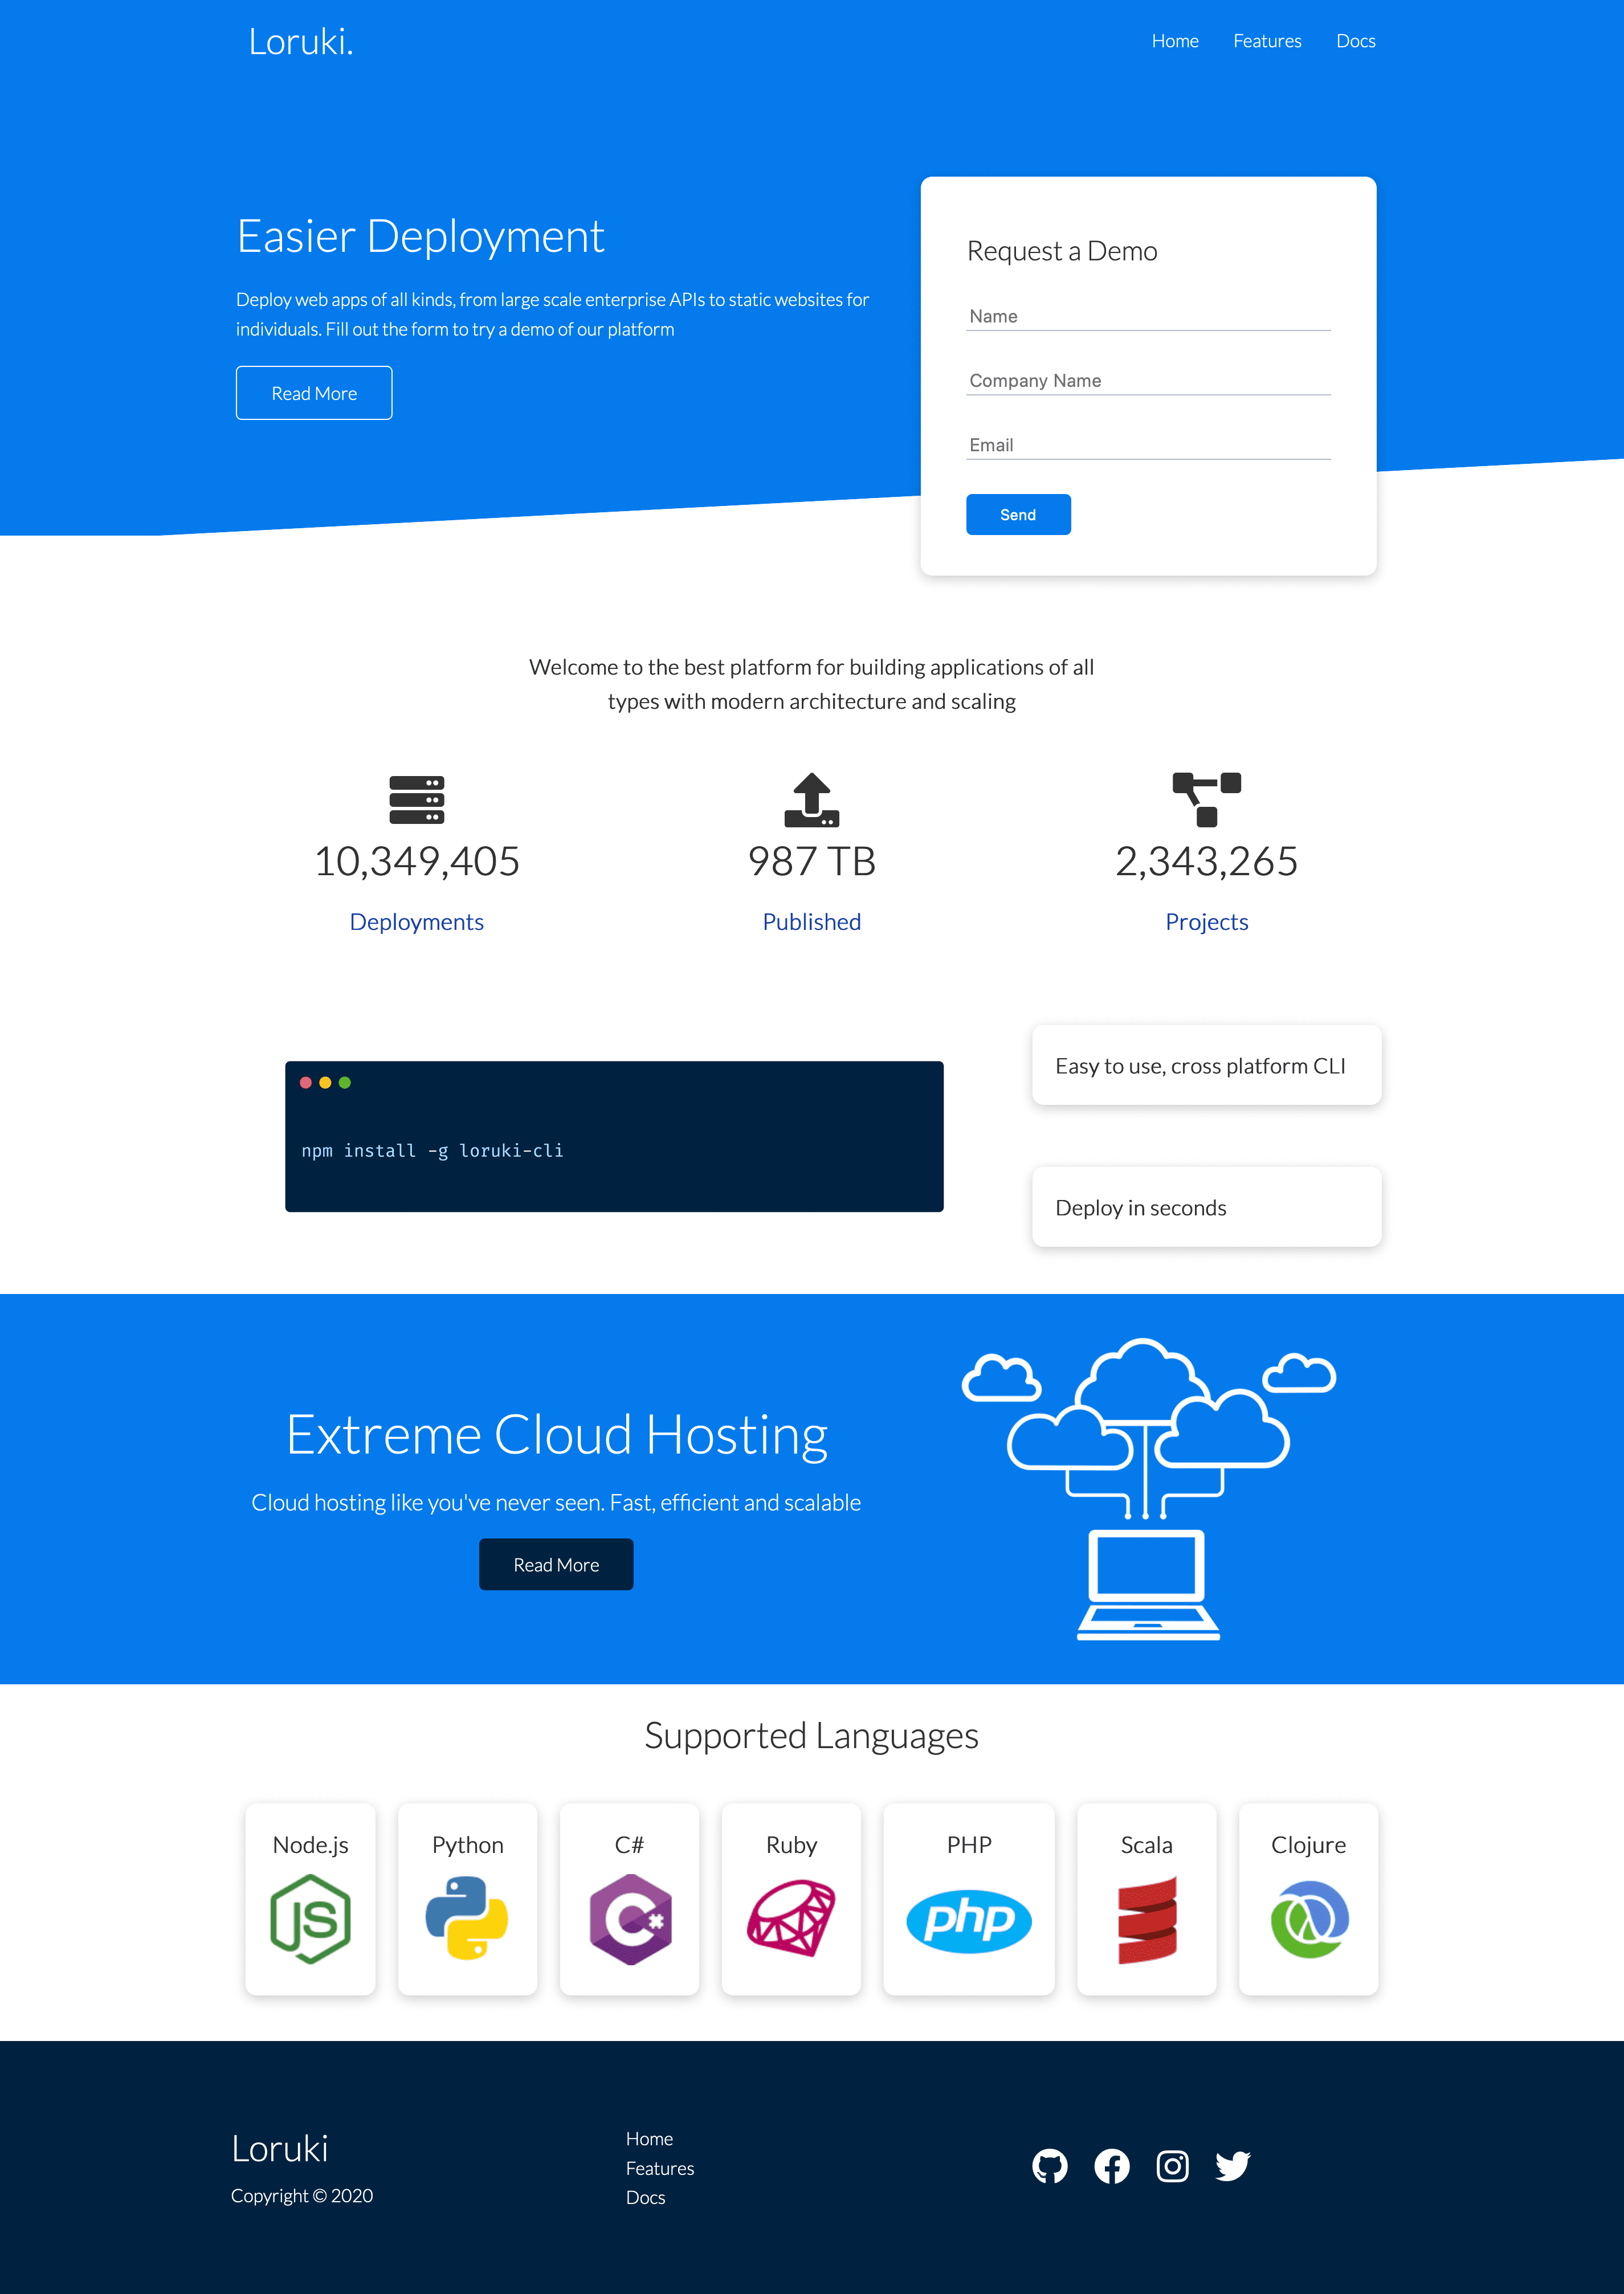 Loruki.
Home
Features
Docs
Easier Deployment
Deploy web apps of all kinds, from large scale enterprise APIs to static websites for
individuals. Fill out the form to try a demo of our platform
Read More
Request a Demo
Name
Company Name
Email
Send
Welcome to the best platform for building applications of all
types with modern architecture and scaling
10,349,405
Deployments
987 TB
Published
2,343,265
Projects
npm install -g loruki-cli
Easy to use, cross platform CLI
Deploy in seconds
Extreme Cloud Hosting
Cloud hosting like you've never seen. Fast, efficient and scalable
Read More
Supported Languages
Node.js
JS
Python
C#
C#
Ruby
PHP
php
Scala
Clojure
Loruki
Copyright © 2020
Home
Features
Docs